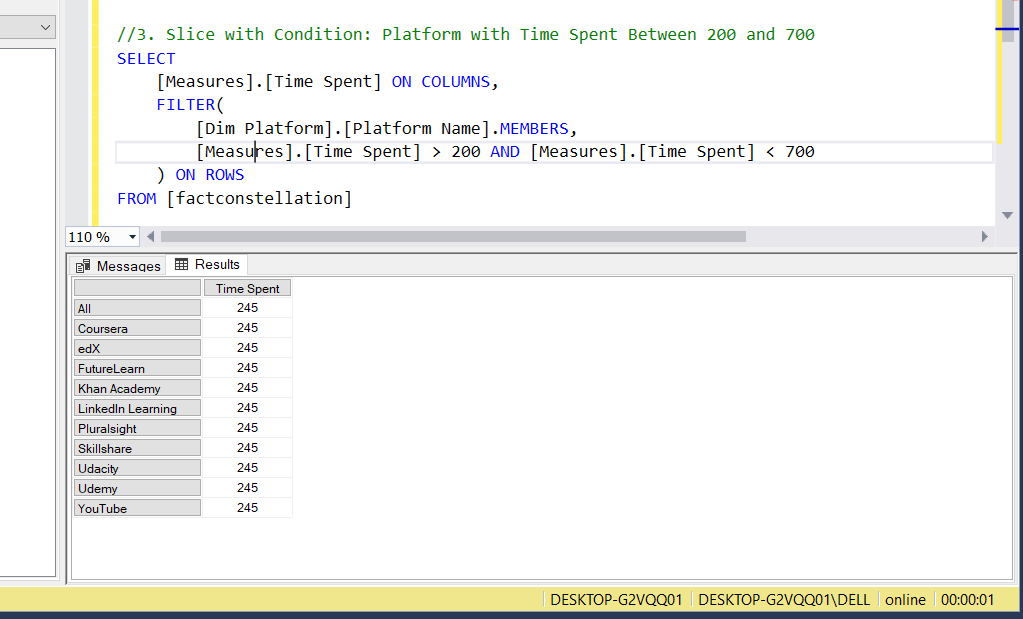 //3. Slice with Condition: Platform with Time Spent Between 200 and 700
SELECT
[Measures].[Time Spent] ON COLUMNS,
FILTER(
[Dim Platform].[Platform Name].MEMBERS,
[Measures].[Time Spent] > 200 AND [Measures].[Time Spent] < 700
) ON ROWS
FROM [factconstellation]
110 %
Messages Results
Time Spent
All 245
Coursera 245
edX 245
FutureLearn 245
Khan Academy 245
LinkedIn Learning 245
Pluralsight 245
Skillshare 245
Udacity 245
Udemy 245
YouTube 245
DESKTOP-G2VQQ01 DESKTOP-G2VQQ01\DELL online 00:00:01